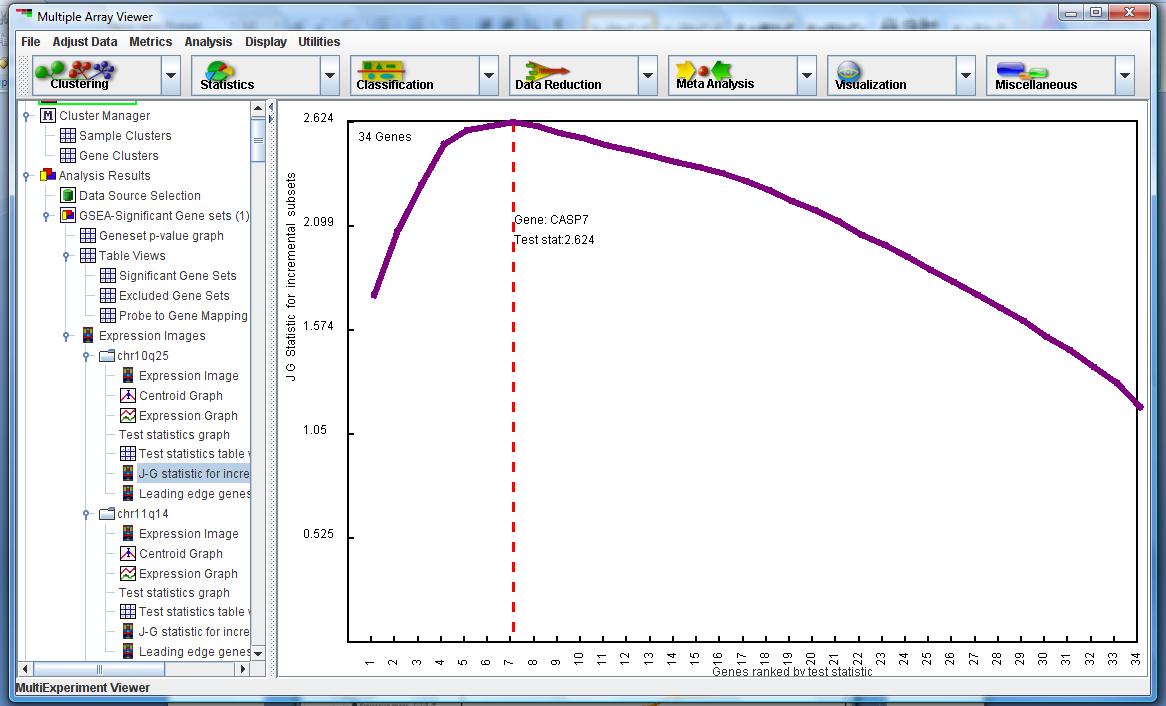 Multiple Array Viewer
File Adjust Data Metrics Analysis Display Utilities
Clustering Statistics Classification Data Reduction Meta Analysis Visualization Miscellaneous
Cluster Manager
Sample Clusters
Gene Clusters
Analysis Results
Data Source Selection
GSEA-Significant Gene sets (1)
Geneset p-value graph
Table Views
Significant Gene Sets
Excluded Gene Sets
Probe to Gene Mapping
Expression Images
chr10q25
Expression Image
Centroid Graph
Expression Graph
Test statistics graph
Test statistics table
J-G statistic for incre
Leading edge genes
chr11q14
Expression Image
Centroid Graph
Expression Graph
Test statistics graph
Test statistics table
J-G statistic for incre
Leading edge genes
J G Statistic for incremental subsets
2.624
2.099
1.574
1.05
0.525
34 Genes
Gene: CASP7
Test stat:2.624
1 2 3 4 5 6 7 8 9 10 11 12 13 14 15 16 17 18 19 20 21 22 23 24 25 26 27 28 29 30 31 32 33 34
Genes ranked by test statistic
MultiExperiment Viewer